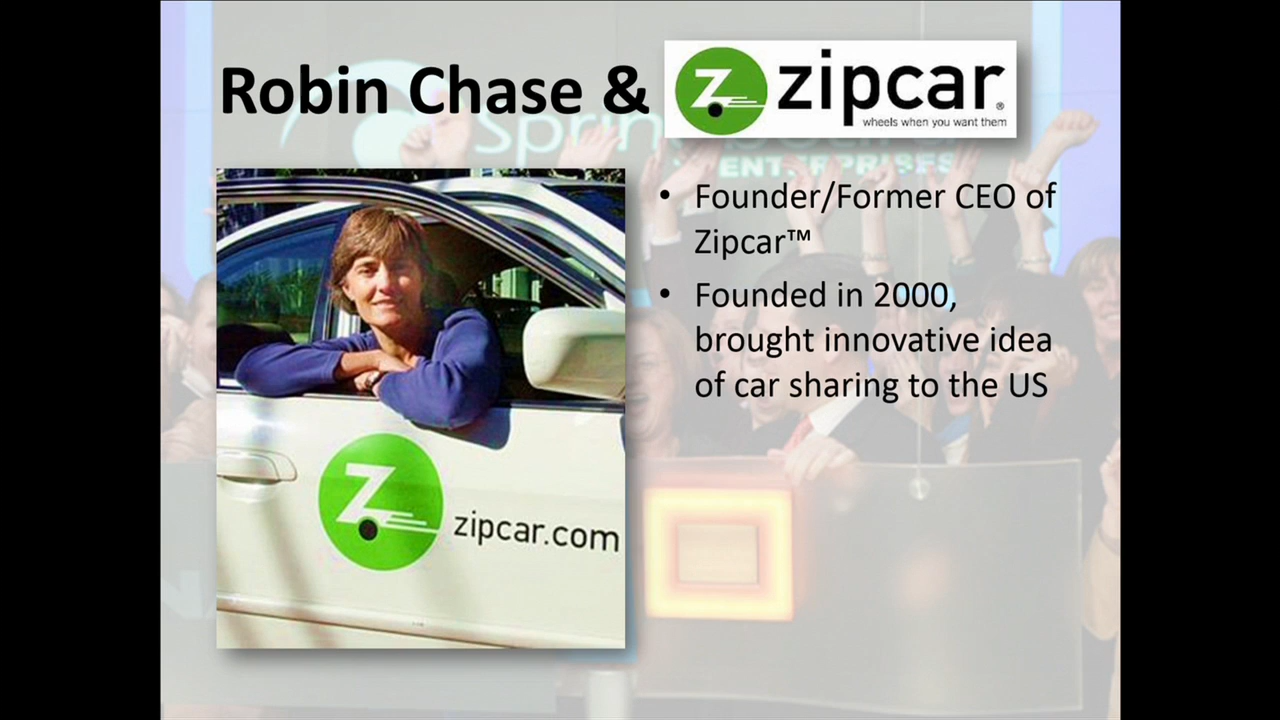 Robin Chase &
zipcar®
wheels when you want them
ENTERPRISES
• Founder/Former CEO of
Zipcar™
• Founded in 2000,
brought innovative idea
of car sharing to the US
zipcar.com